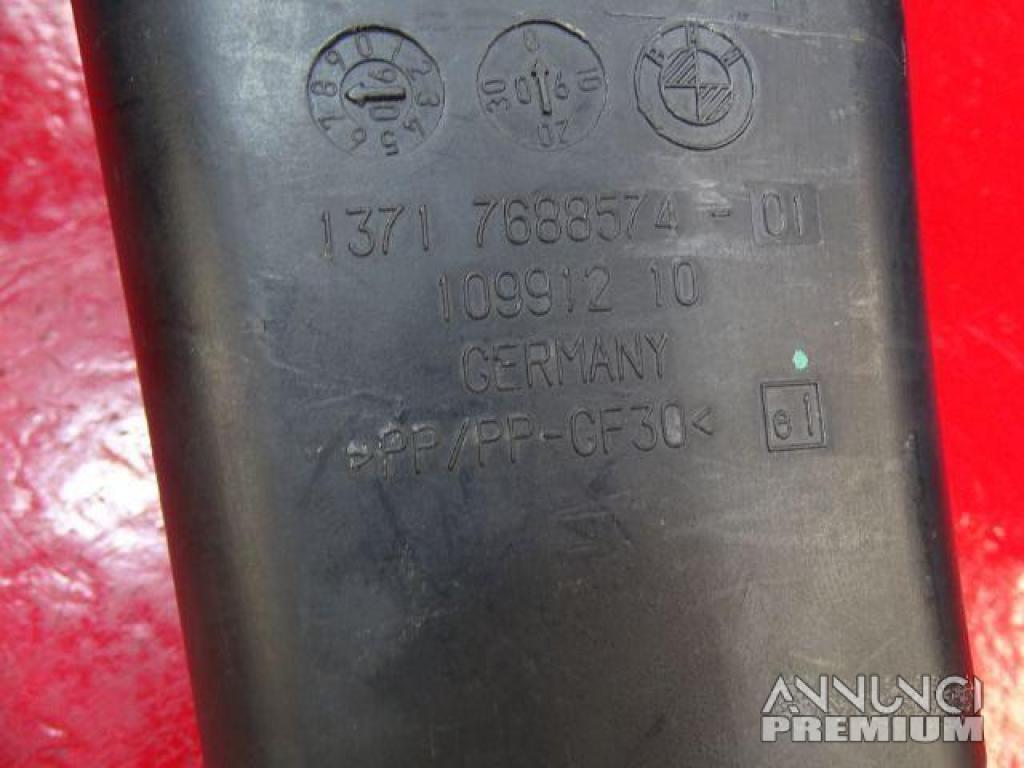 1371 7688574-01
109912 10
GERMANY
>PP/PP-GF30<
e1
ANNUNCI
PREMIUM